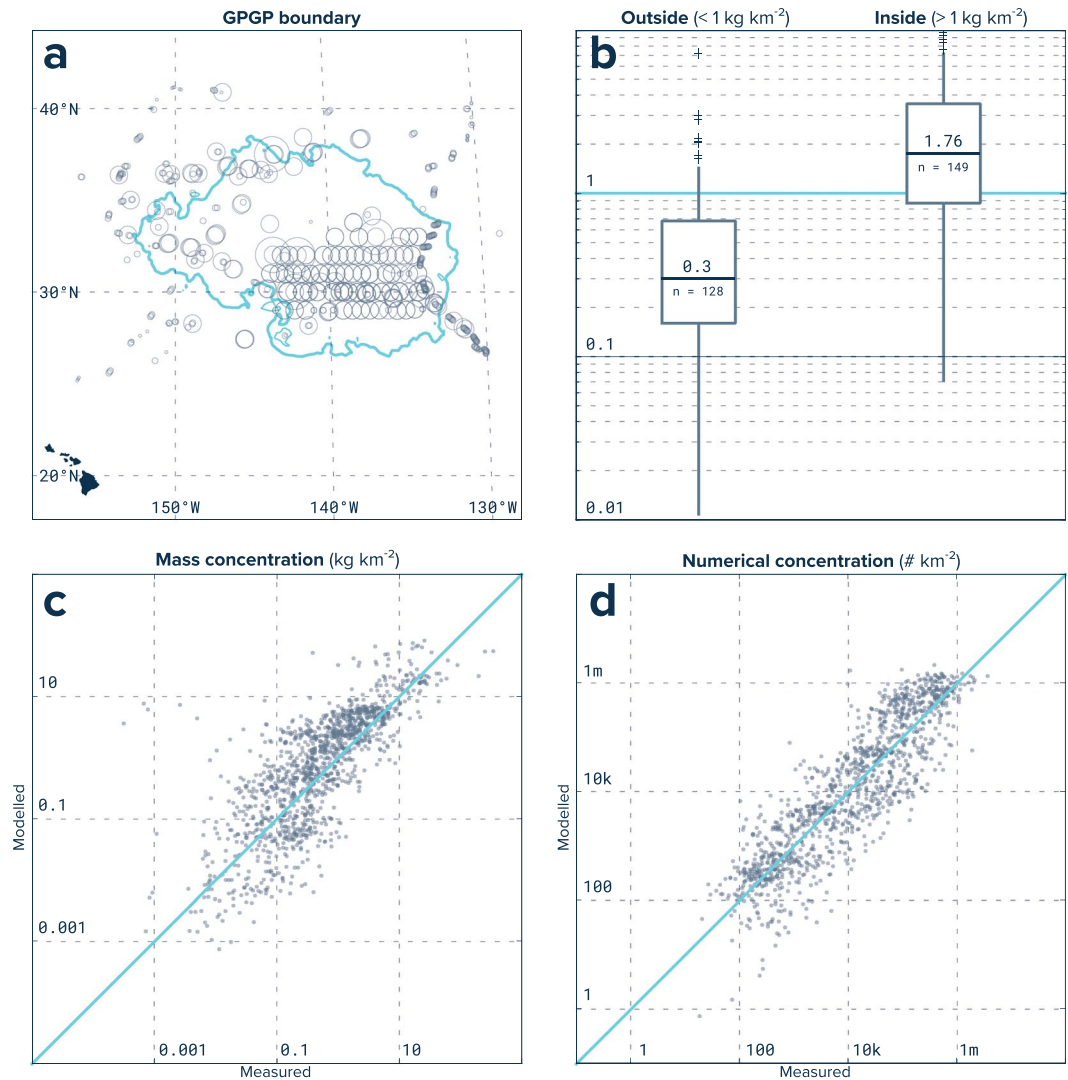 GPGP boundary
a
40°N
30°N
20°N
150°W
140°W
130°W
Outside (< 1 kg km⁻²)
Inside (> 1 kg km⁻²)
b
1.76
n = 149
1
0.3
n = 128
0.1
0.01
Mass concentration (kg km⁻²)
c
10
0.1
0.001
Modelled
0.001
0.1
10
Measured
Numerical concentration (# km⁻²)
d
1m
10k
100
1
Modelled
1
100
10k
1m
Measured